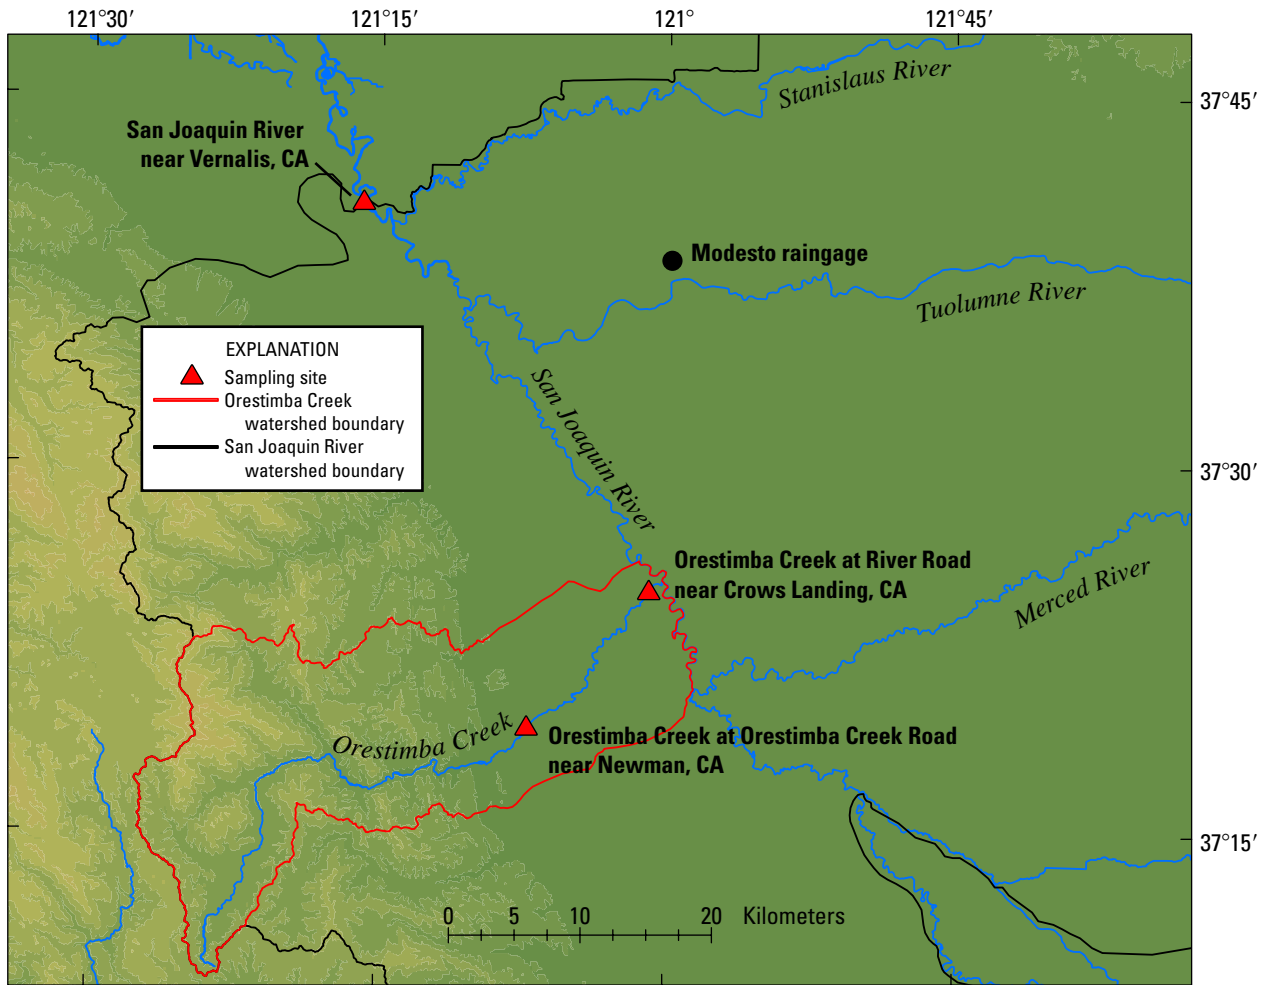 121°30′ 121°15′ 121° 121°45′
Stanislaus River
37°45′
San Joaquin River
near Vernalis, CA
Modesto raingage
Tuolumne River
EXPLANATION
Sampling site
Orestimba Creek
watershed boundary
San Joaquin River
watershed boundary
San Joaquin River
37°30′
Orestimba Creek at River Road
near Crows Landing, CA
Merced River
Orestimba Creek
Orestimba Creek at Orestimba Creek Road
near Newman, CA
37°15′
0 5 10 20 Kilometers